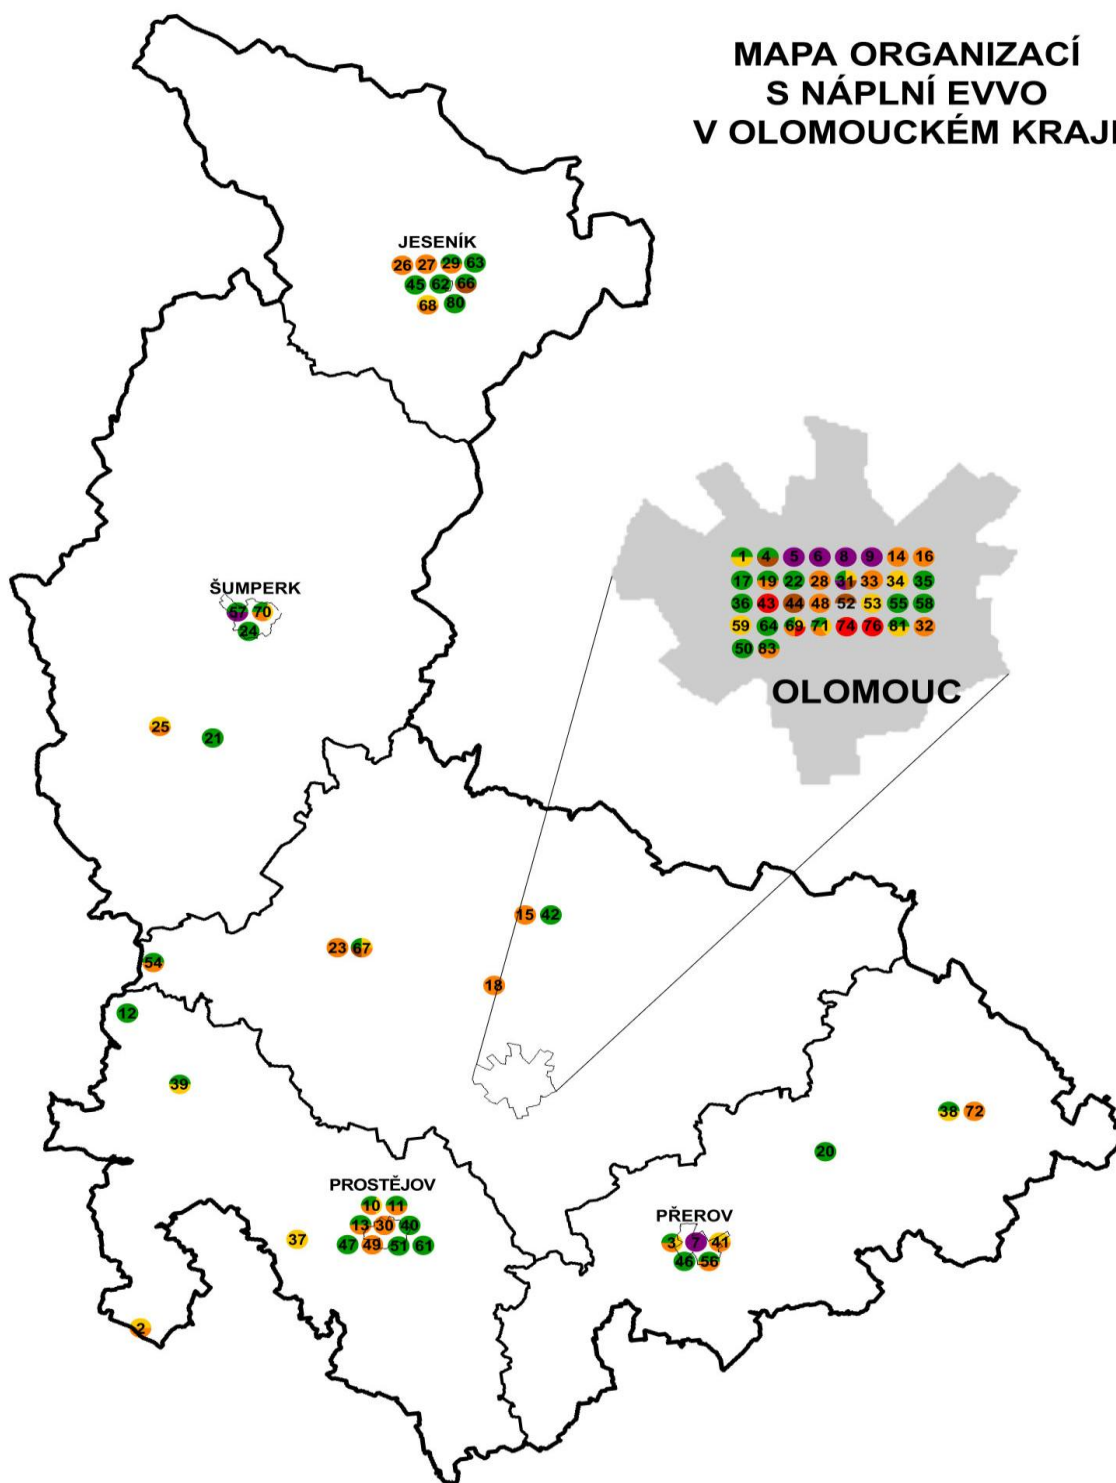 MAPA ORGANIZACÍ
S NÁPLNÍ EVVO
V OLOMOUCKÉM KRAJI
JESENÍK
26 27 29 63
45 62 66
68 80
1 4 5 6 8 9 14 16
17 19 22 28 31 33 34 35
36 43 44 48 52 53 55 58
59 64 69 71 74 76 81 32
50 83
OLOMOUC
ŠUMPERK
57 70
24
25
21
15 42
23 67
54
18
12
39
38 72
20
PROSTĚJOV
10 11
13 30 40
47 49 51 61
37
PŘEROV
3 7 41
46 56
2